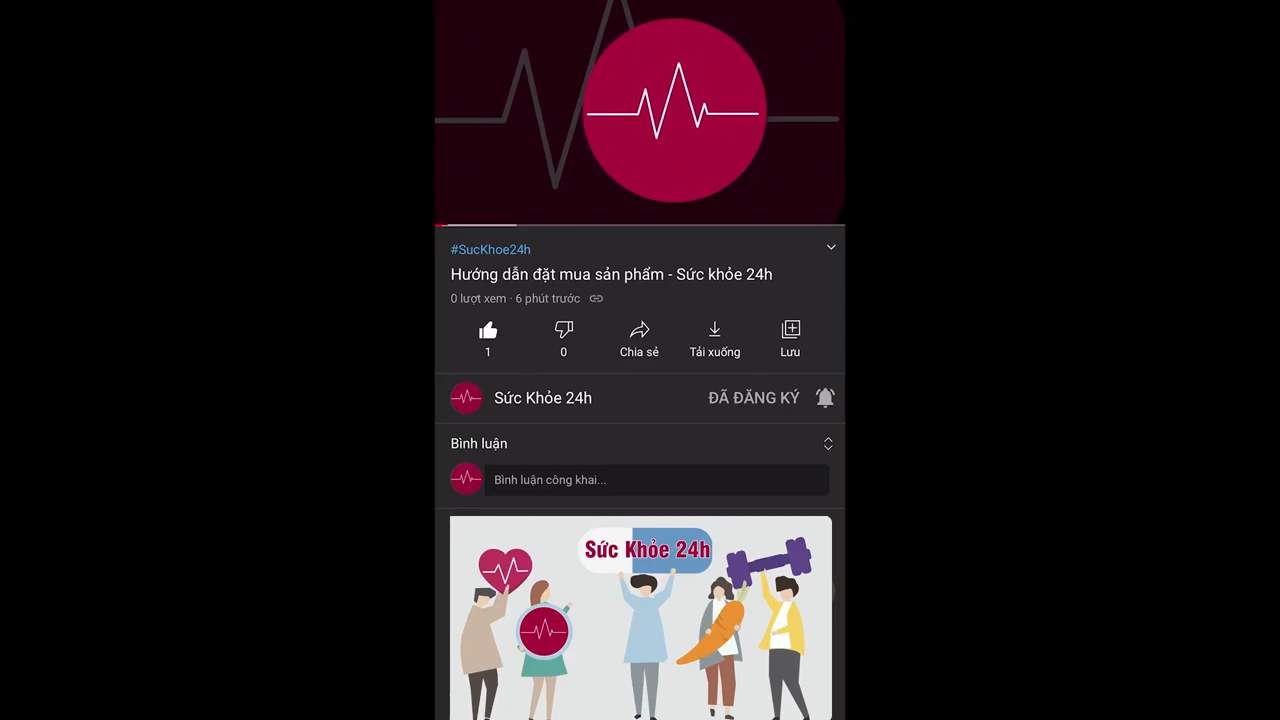 #SucKhoe24h
Hướng dẫn đặt mua sản phẩm - Sức khỏe 24h
0 lượt xem · 6 phút trước
1
0
Chia sẻ
Tải xuống
Lưu
Sức Khỏe 24h
ĐÃ ĐĂNG KÝ
Bình luận
Bình luận công khai...
Sức Khỏe 24h